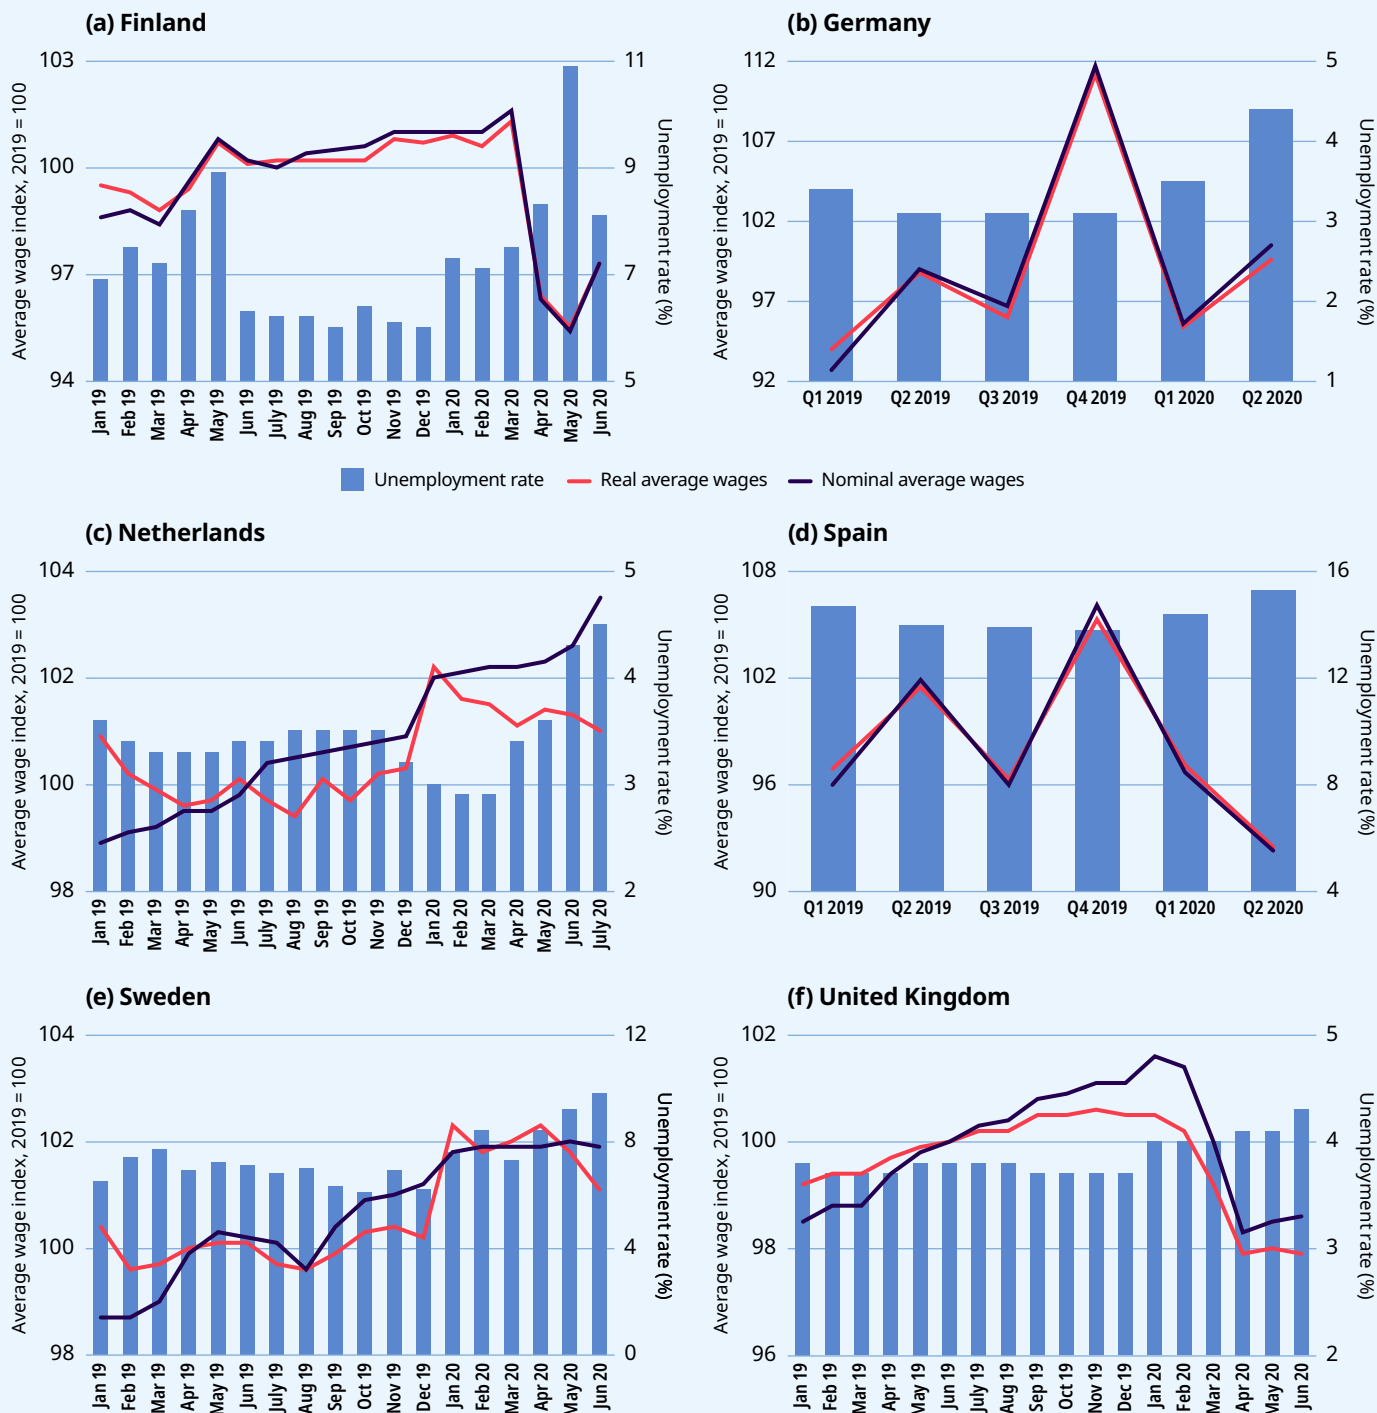 (a) Finland
Average wage index, 2019 = 100
103
100
97
94
11
9
7
5
Unemployment rate (%)
Jan 19
Feb 19
Mar 19
Apr 19
May 19
Jun 19
July 19
Aug 19
Sep 19
Oct 19
Nov 19
Dec 19
Jan 20
Feb 20
Mar 20
Apr 20
May 20
Jun 20
(b) Germany
Average wage index, 2019 = 100
112
107
102
97
92
5
4
3
2
1
Unemployment rate (%)
Q1 2019
Q2 2019
Q3 2019
Q4 2019
Q1 2020
Q2 2020
Unemployment rate
Real average wages
Nominal average wages
(c) Netherlands
Average wage index, 2019 = 100
104
102
100
98
5
4
3
2
Unemployment rate (%)
Jan 19
Feb 19
Mar 19
Apr 19
May 19
Jun 19
July 19
Aug 19
Sep 19
Oct 19
Nov 19
Dec 19
Jan 20
Feb 20
Mar 20
Apr 20
May 20
Jun 20
July 20
(d) Spain
Average wage index, 2019 = 100
108
102
96
90
16
12
8
4
Unemployment rate (%)
Q1 2019
Q2 2019
Q3 2019
Q4 2019
Q1 2020
Q2 2020
(e) Sweden
Average wage index, 2019 = 100
104
102
100
98
12
8
4
0
Unemployment rate (%)
Jan 19
Feb 19
Mar 19
Apr 19
May 19
Jun 19
July 19
Aug 19
Sep 19
Oct 19
Nov 19
Dec 19
Jan 20
Feb 20
Mar 20
Apr 20
May 20
Jun 20
(f) United Kingdom
Average wage index, 2019 = 100
102
100
98
96
5
4
3
2
Unemployment rate (%)
Jan 19
Feb 19
Mar 19
Apr 19
May 19
Jun 19
July 19
Aug 19
Sep 19
Oct 19
Nov 19
Dec 19
Jan 20
Feb 20
Mar 20
Apr 20
May 20
Jun 20